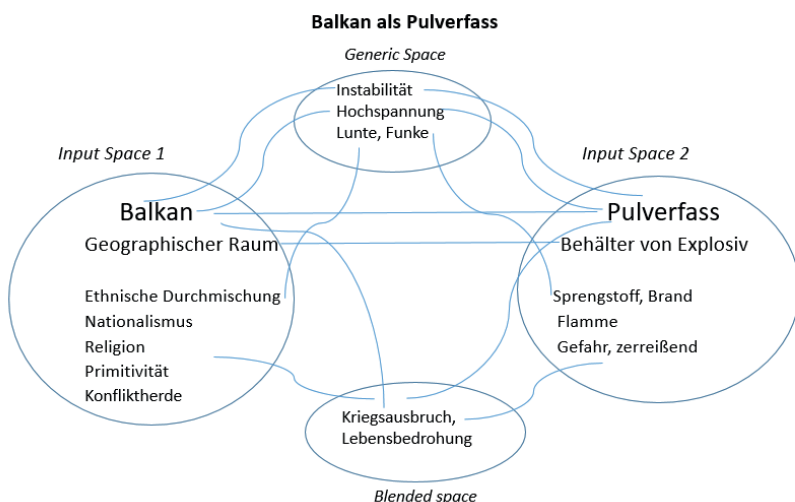 Balkan als Pulverfass
Generic Space
Instabilität
Hochspannung
Lunte, Funke
Input Space 1
Balkan
Geographischer Raum
Ethnische Durchmischung
Nationalismus
Religion
Primitivität
Konfliktherde
Input Space 2
Pulverfass
Behälter von Explosiv
Sprengstoff, Brand
Flamme
Gefahr, zerreißend
Kriegsausbruch,
Lebensbedrohung
Blended space